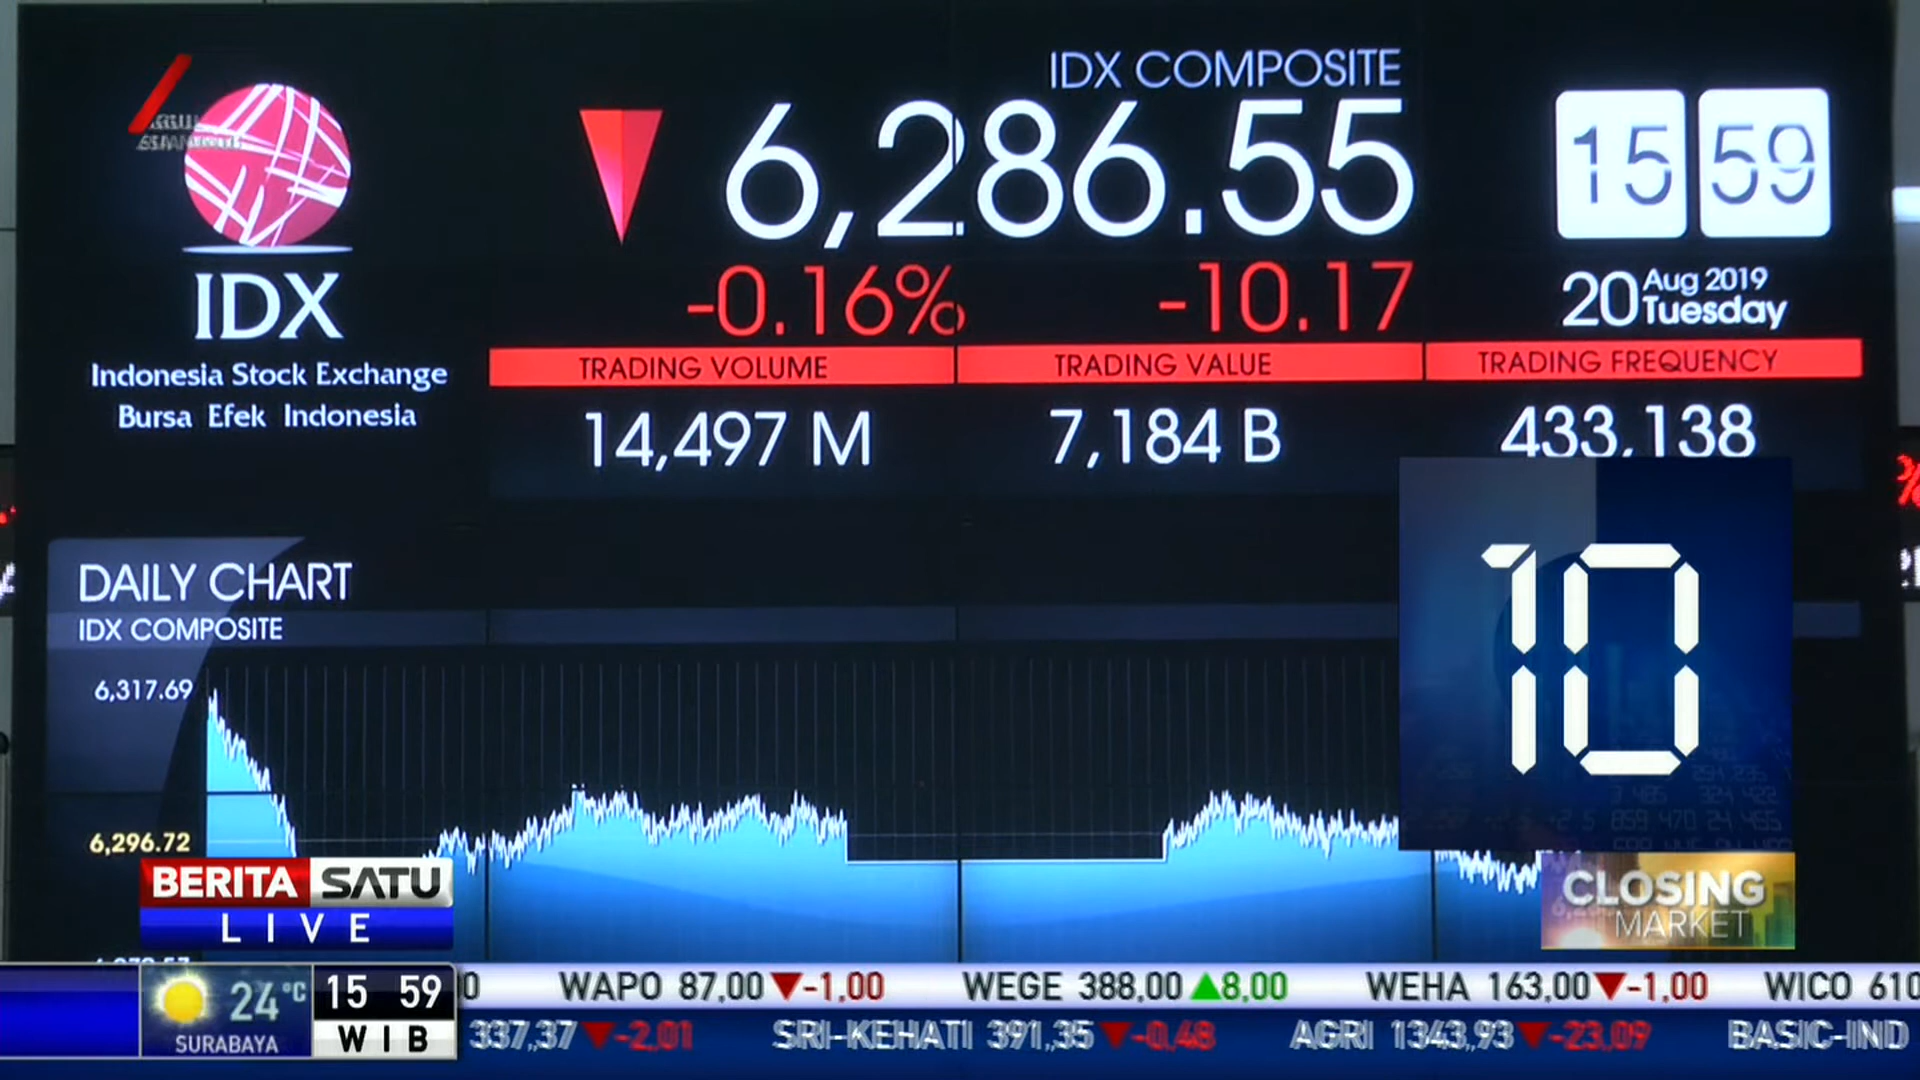 IDX COMPOSITE
6,286.55
-0.16% -10.17
15 59
20 Aug 2019
Tuesday
IDX
Indonesia Stock Exchange
Bursa Efek Indonesia
TRADING VOLUME TRADING VALUE TRADING FREQUENCY
14,497 M 7,184 B 433,138
DAILY CHART
IDX COMPOSITE
6,317.69
6,296.72
10
BERITA SATU
LIVE
CLOSING
MARKET
24°C
SURABAYA
15 59
WIB
WAPO 87,00 -1,00 WEGE 388,00 8,00 WEHA 163,00 -1,00 WICO 610
337,37 -2,01 SRI-KEHATI 391,35 -0,48 AGRI 1343,93 -23,09 BASIC-IND